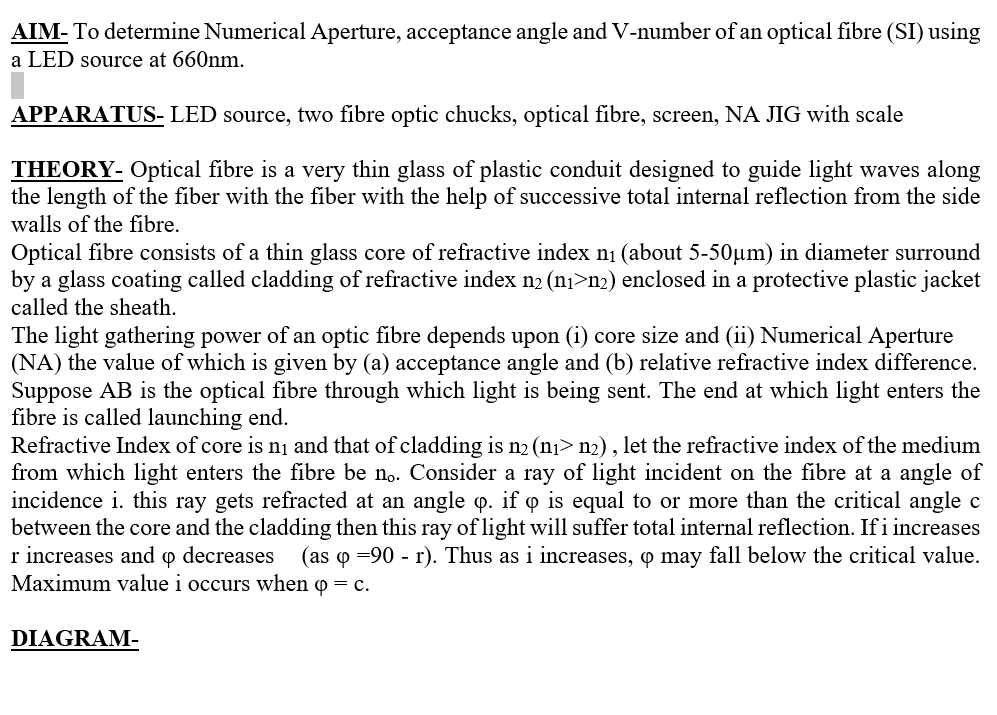 AIM- To determine Numerical Aperture, acceptance angle and V-number of an optical fibre (SI) using
a LED source at 660nm.
APPARATUS- LED source, two fibre optic chucks, optical fibre, screen, NA JIG with scale
THEORY- Optical fibre is a very thin glass of plastic conduit designed to guide light waves along
the length of the fiber with the fiber with the help of successive total internal reflection from the side
walls of the fibre.
Optical fibre consists of a thin glass core of refractive index n₁ (about 5-50μm) in diameter surround
by a glass coating called cladding of refractive index n₂ (n₁>n₂) enclosed in a protective plastic jacket
called the sheath.
The light gathering power of an optic fibre depends upon (i) core size and (ii) Numerical Aperture
(NA) the value of which is given by (a) acceptance angle and (b) relative refractive index difference.
Suppose AB is the optical fibre through which light is being sent. The end at which light enters the
fibre is called launching end.
Refractive Index of core is n₁ and that of cladding is n₂ (n₁> n₂) , let the refractive index of the medium
from which light enters the fibre be nₒ. Consider a ray of light incident on the fibre at a angle of
incidence i. this ray gets refracted at an angle φ. if φ is equal to or more than the critical angle c
between the core and the cladding then this ray of light will suffer total internal reflection. If i increases
r increases and φ decreases (as φ =90 - r). Thus as i increases, φ may fall below the critical value.
Maximum value i occurs when φ = c.
DIAGRAM-